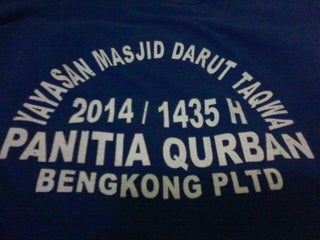 YAYASAN MASJID DARUT TAQWA
2014 / 1435 H
PANITIA QURBAN
BENGKONG PLTD